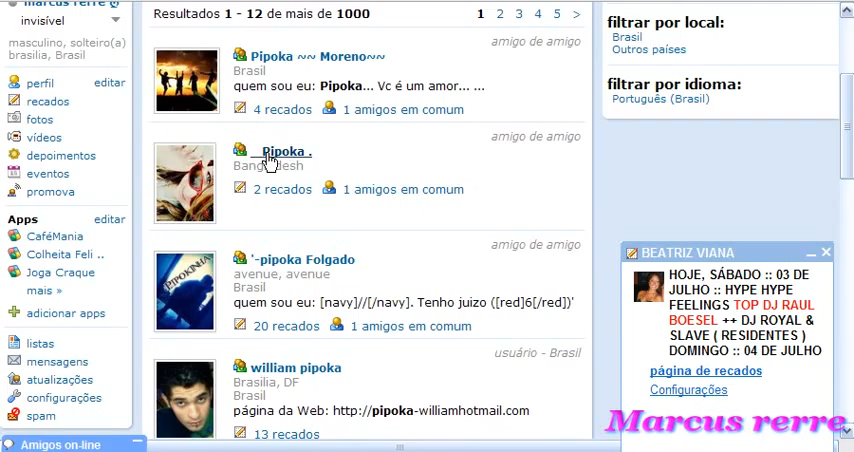 marcus rerre @
invisível
masculino, solteiro(a)
brasilia, Brasil
perfil editar
recados
fotos
vídeos
depoimentos
eventos
promova
Apps editar
CaféMania
Colheita Feli ..
Joga Craque
mais »
adicionar apps
listas
mensagens
atualizações
configurações
spam
Amigos on-line
Resultados 1 - 12 de mais de 1000
1 2 3 4 5 >
amigo de amigo
Pipoka ~~ Moreno~~
Brasil
quem sou eu: Pipoka... Vc é um amor... ...
4 recados 1 amigos em comum
amigo de amigo
__Pipoka .
Bangladesh
2 recados 1 amigos em comum
amigo de amigo
'-pipoka Folgado
avenue, avenue
Brasil
quem sou eu: [navy]//[/navy]. Tenho juizo ([red]6[/red])'
20 recados 1 amigos em comum
PIPOKINHA
usuário - Brasil
william pipoka
Brasilia, DF
Brasil
página da Web: http://pipoka-williamhotmail.com
13 recados
filtrar por local:
Brasil
Outros países
filtrar por idioma:
Português (Brasil)
BEATRIZ VIANA
HOJE, SÁBADO :: 03 DE
JULHO :: HYPE HYPE
FEELINGS TOP DJ RAUL
BOESEL ++ DJ ROYAL &
SLAVE ( RESIDENTES )
DOMINGO :: 04 DE JULHO
página de recados
Configurações
Marcus rerre